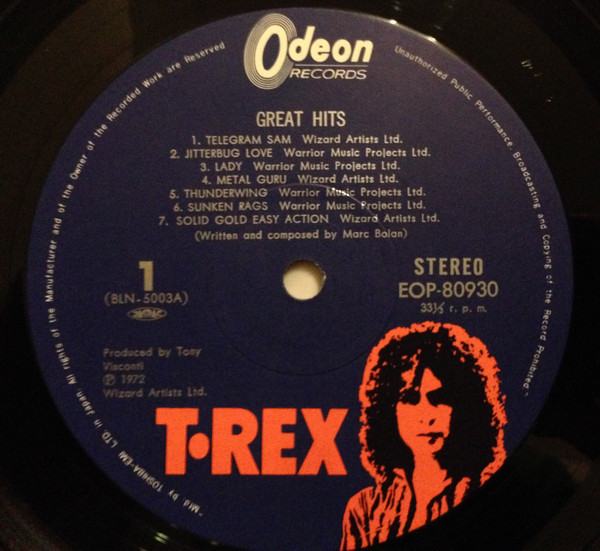 Odeon
RECORDS
GREAT HITS
1. TELEGRAM SAM Wizard Artists Ltd.
2. JITTERBUG LOVE Warrior Music Projects Ltd.
3. LADY Warrior Music Projects Ltd.
4. METAL GURU Wizard Artists Ltd.
5. THUNDERWING Warrior Music Projects Ltd.
6. SUNKEN RAGS Warrior Music Projects Ltd.
7. SOLID GOLD EASY ACTION Wizard Artists Ltd.
(Written and composed by Marc Bolan)
1
(BLN-5003A)
STEREO
EOP-80930
33⅓ r. p. m.
Produced by Tony
Visconti
Ⓟ 1972
Wizard Artists Ltd.
T•REX
"Mfd by TOSHIBA-EMI LTD. in Japan All rights of the Manufacturer and of the Owner of the Recorded Work are Reserved
Unauthorized Public Performance, Broadcasting and Copying of the Record Prohibited"